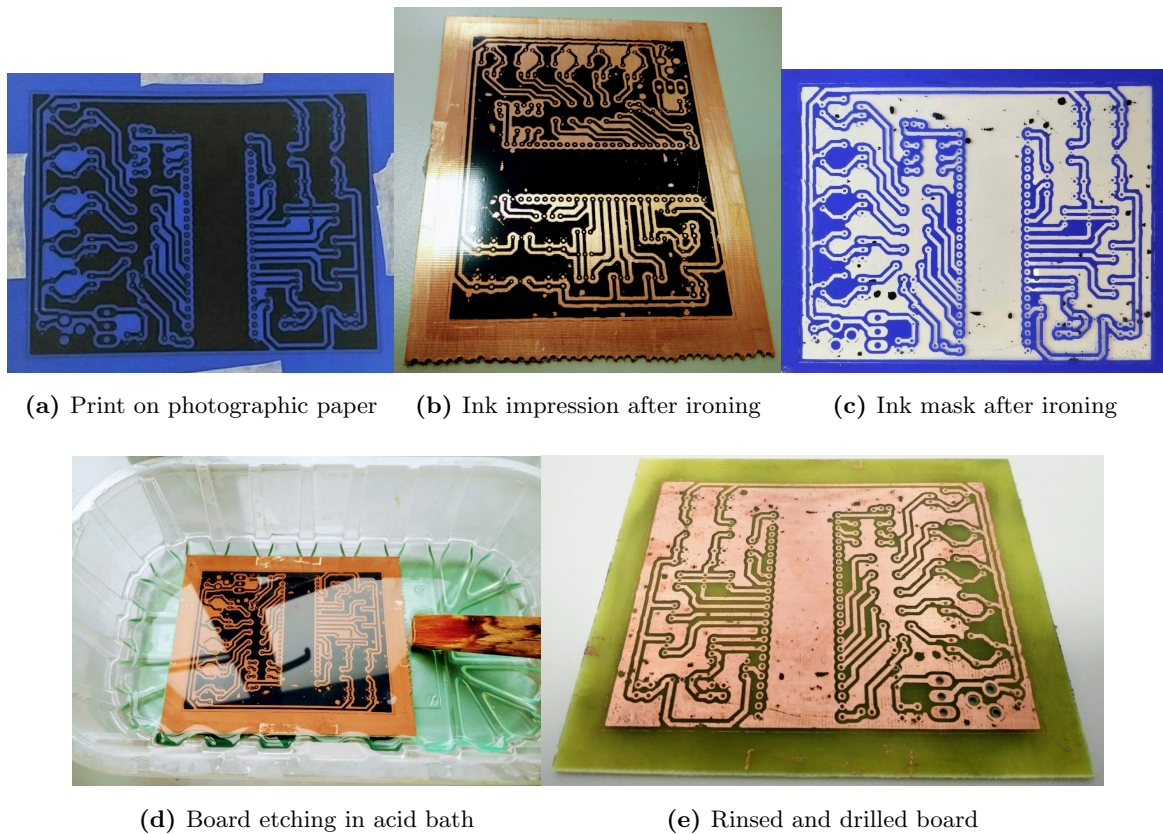 (a) Print on photographic paper
(b) Ink impression after ironing
(c) Ink mask after ironing
(d) Board etching in acid bath
(e) Rinsed and drilled board